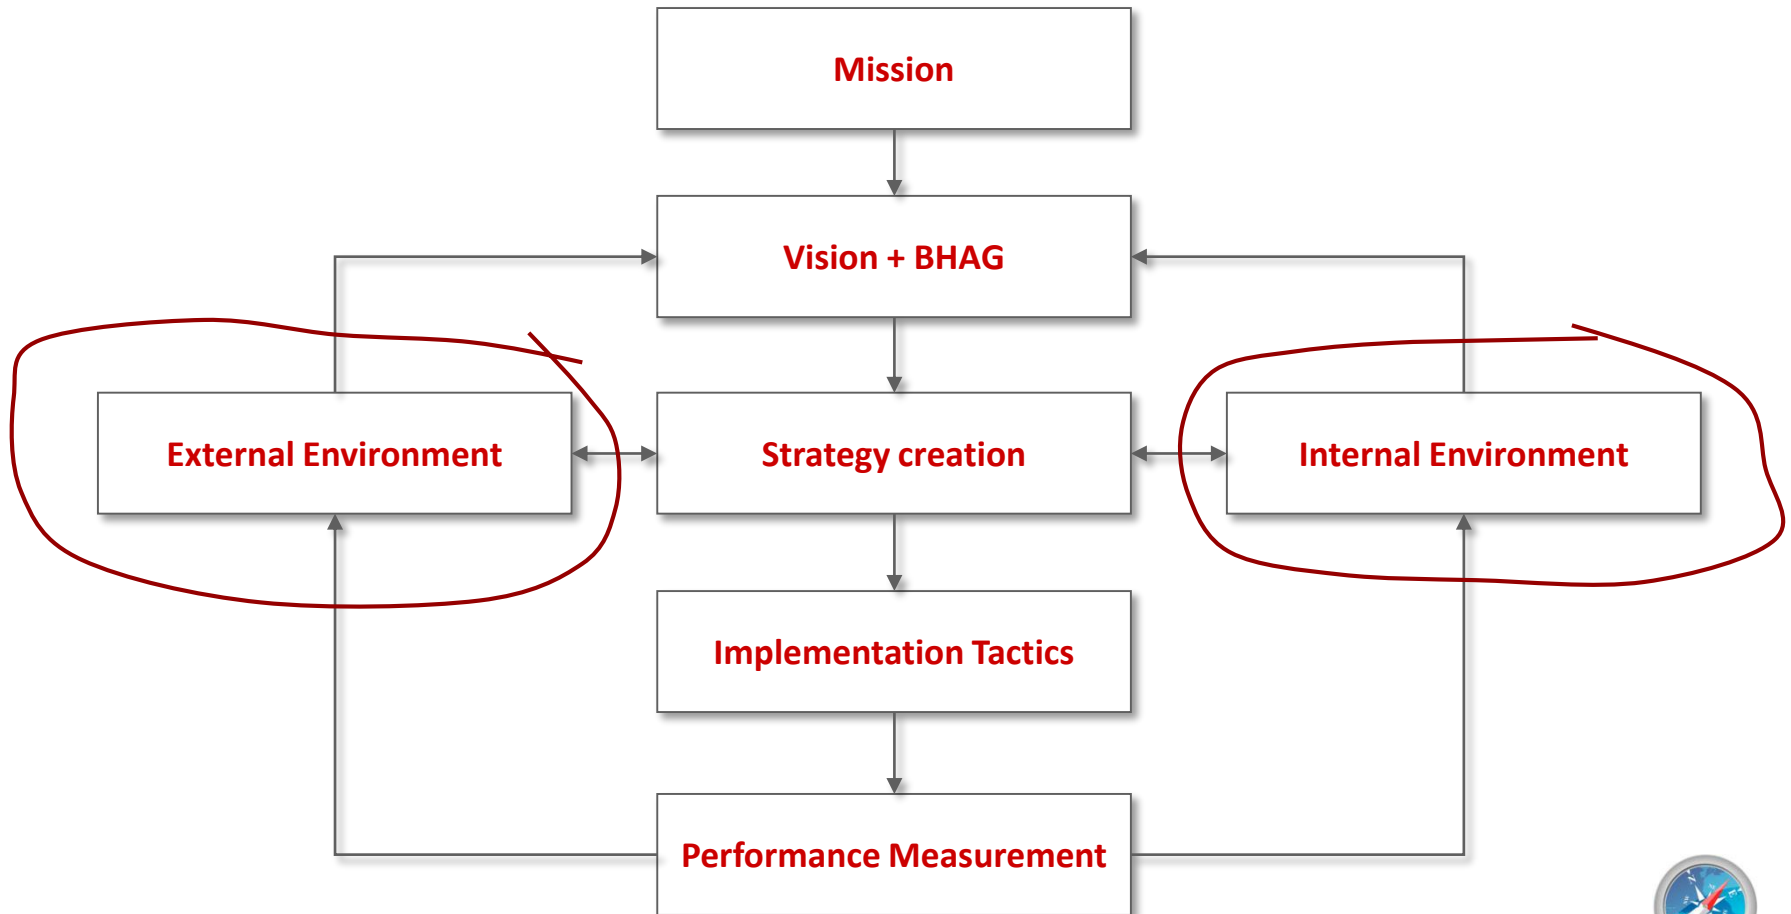 Mission
Vision + BHAG
External Environment
Strategy creation
Internal Environment
Implementation Tactics
Performance Measurement
N
E